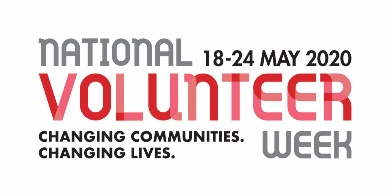 NATIONAL 18-24 MAY 2020
VOLUNTEER
CHANGING COMMUNITIES.
CHANGING LIVES.
WEEK